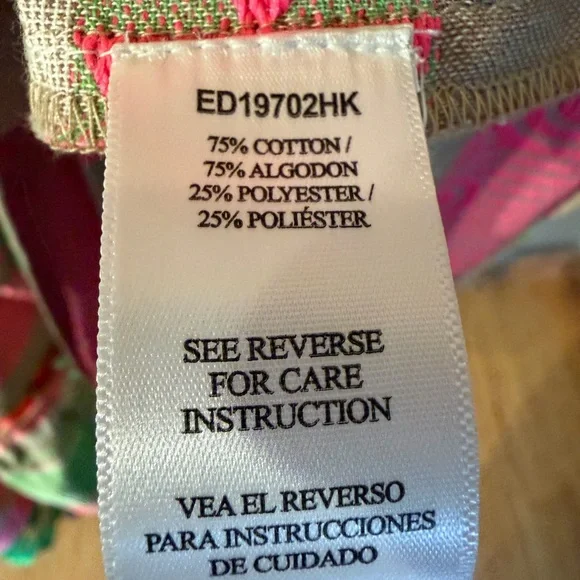 ED19702HK
75% COTTON /
75% ALGODON
25% POLYESTER /
25% POLIÉSTER
SEE REVERSE
FOR CARE
INSTRUCTION
VEA EL REVERSO
PARA INSTRUCCIONES
DE CUIDADO